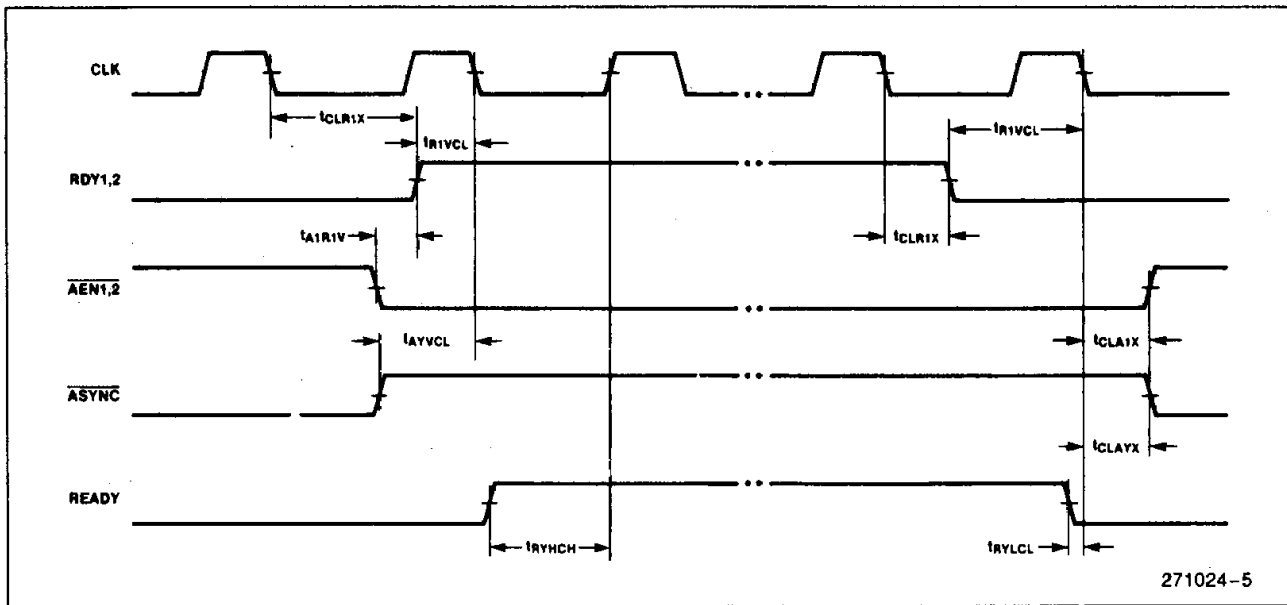 CLK
tCLR1X
tR1VCL
tR1VCL
RDY1,2
tA1R1V
tCLR1X
AEN1,2
tAYVCL
tCLA1X
ASYNC
tCLAYX
READY
tRYHCH
tRYLCL
271024-5